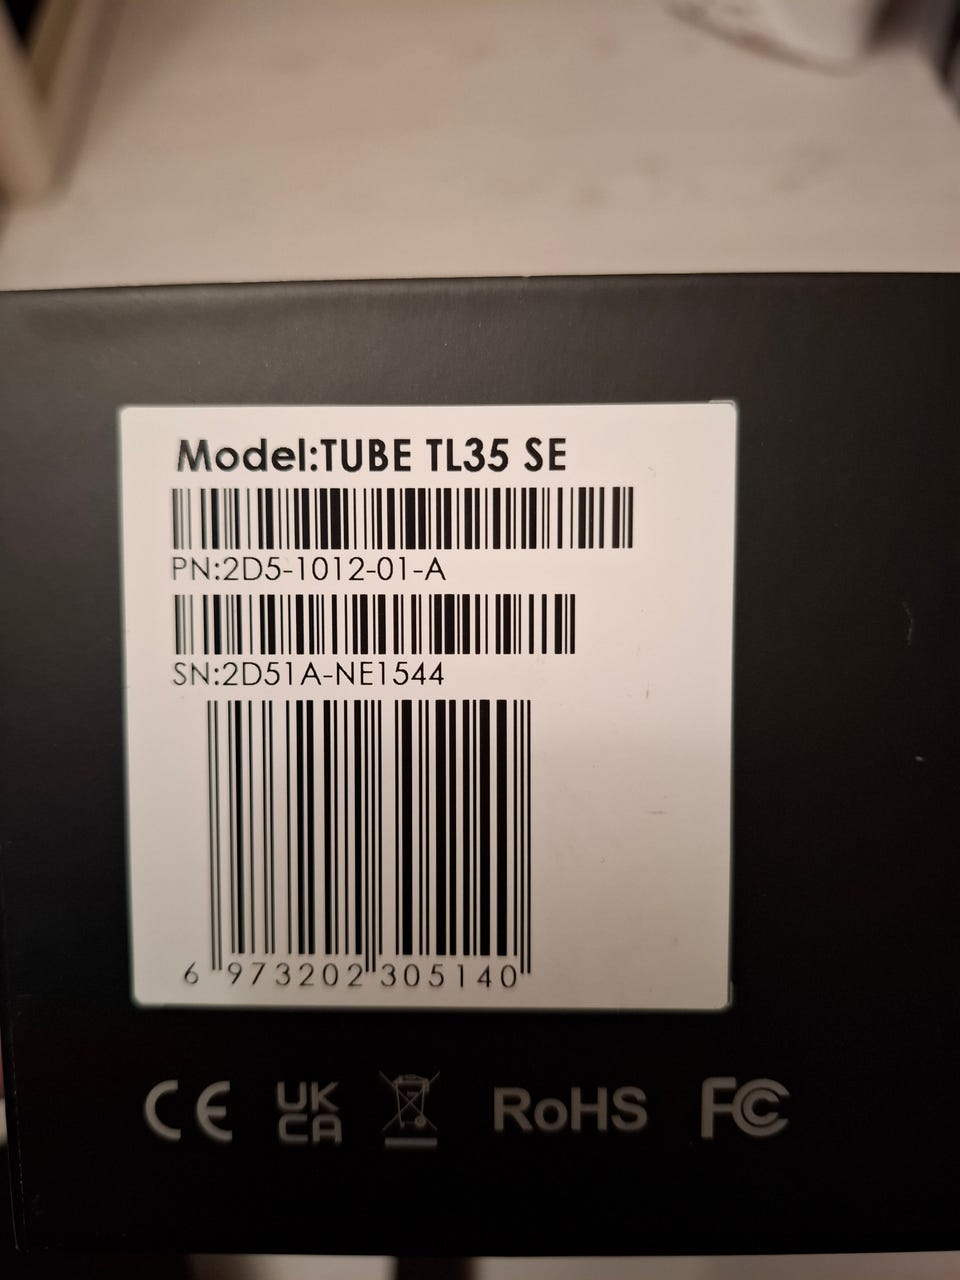 Model:TUBE TL35 SE
PN:2D5-1012-01-A
SN:2D51A-NE1544
6 973202 305140
CE UK CA RoHS FC